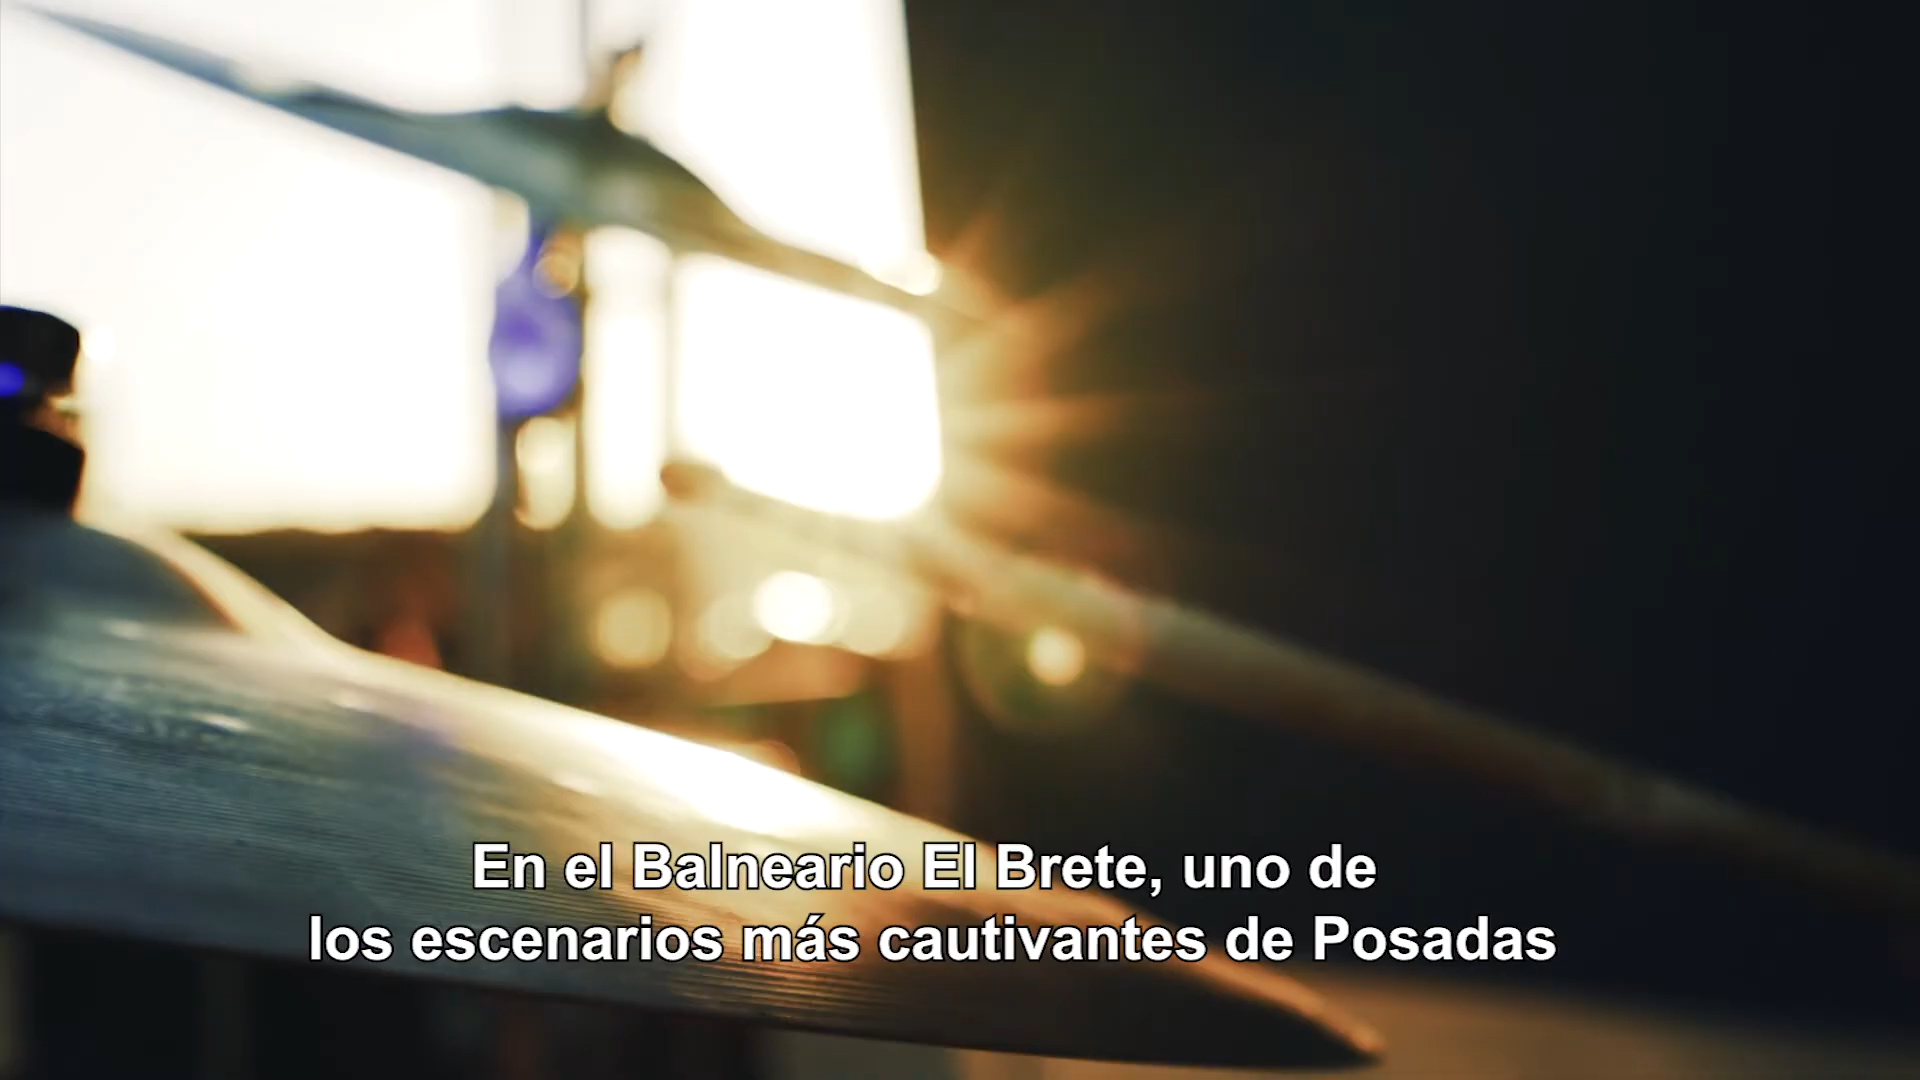 En el Balneario El Brete, uno de
los escenarios más cautivantes de Posadas